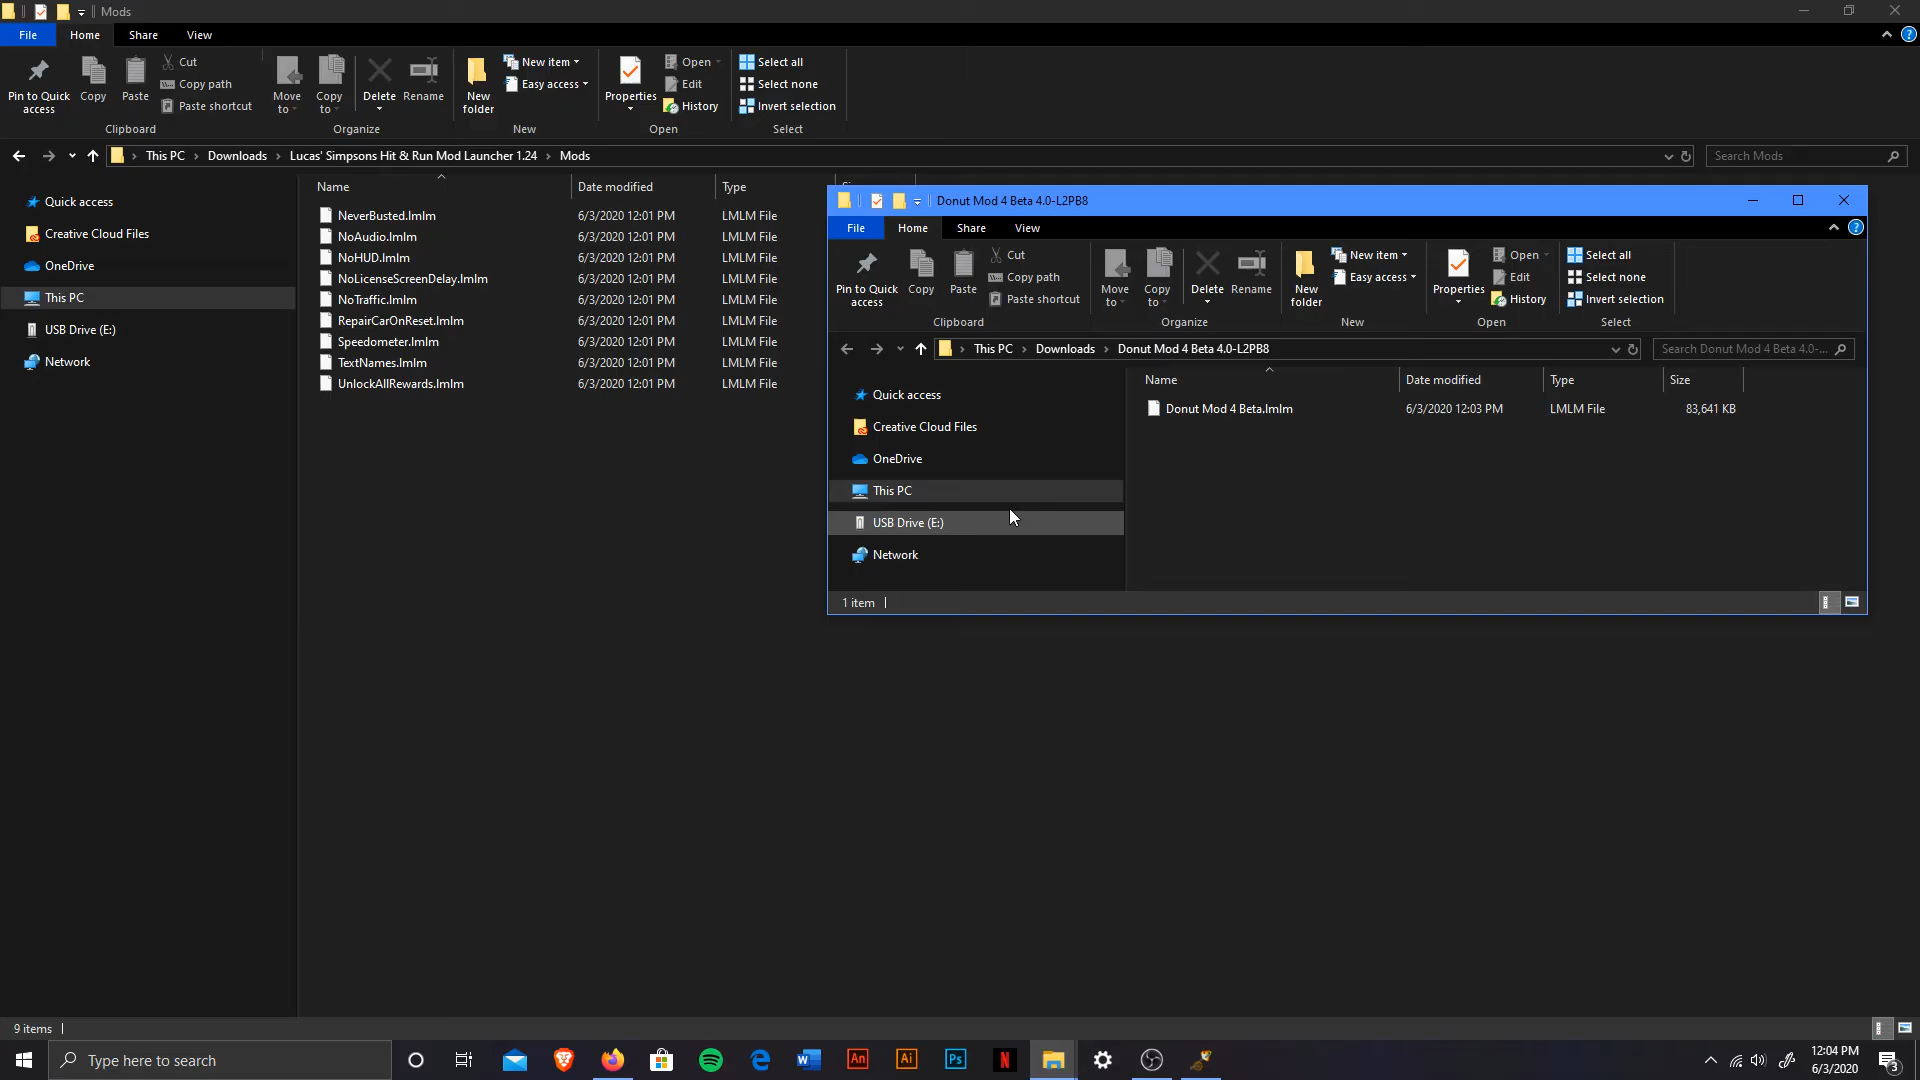 Mods
File Home Share View
Pin to Quick access
Copy
Paste
Cut
Copy path
Paste shortcut
Clipboard
Move to
Copy to
Delete
Rename
Organize
New folder
New item
Easy access
New
Properties
Open
Edit
History
Open
Select all
Select none
Invert selection
Select
This PC Downloads Lucas' Simpsons Hit & Run Mod Launcher 1.24 Mods
Search Mods
Quick access
Creative Cloud Files
OneDrive
This PC
USB Drive (E:)
Network
Name Date modified Type
NeverBusted.lmlm 6/3/2020 12:01 PM LMLM File
NoAudio.lmlm 6/3/2020 12:01 PM LMLM File
NoHUD.lmlm 6/3/2020 12:01 PM LMLM File
NoLicenseScreenDelay.lmlm 6/3/2020 12:01 PM LMLM File
NoTraffic.lmlm 6/3/2020 12:01 PM LMLM File
RepairCarOnReset.lmlm 6/3/2020 12:01 PM LMLM File
Speedometer.lmlm 6/3/2020 12:01 PM LMLM File
TextNames.lmlm 6/3/2020 12:01 PM LMLM File
UnlockAllRewards.lmlm 6/3/2020 12:01 PM LMLM File
Donut Mod 4 Beta 4.0-L2PB8
File Home Share View
Pin to Quick access
Copy
Paste
Cut
Copy path
Paste shortcut
Clipboard
Move to
Copy to
Delete
Rename
Organize
New folder
New item
Easy access
New
Properties
Open
Edit
History
Open
Select all
Select none
Invert selection
Select
This PC Downloads Donut Mod 4 Beta 4.0-L2PB8
Search Donut Mod 4 Beta 4.0-...
Quick access
Creative Cloud Files
OneDrive
This PC
USB Drive (E:)
Network
Name Date modified Type Size
Donut Mod 4 Beta.lmlm 6/3/2020 12:03 PM LMLM File 83,641 KB
1 item
9 items
Type here to search
W
An
Ai
Ps
N
12:04 PM
6/3/2020
3